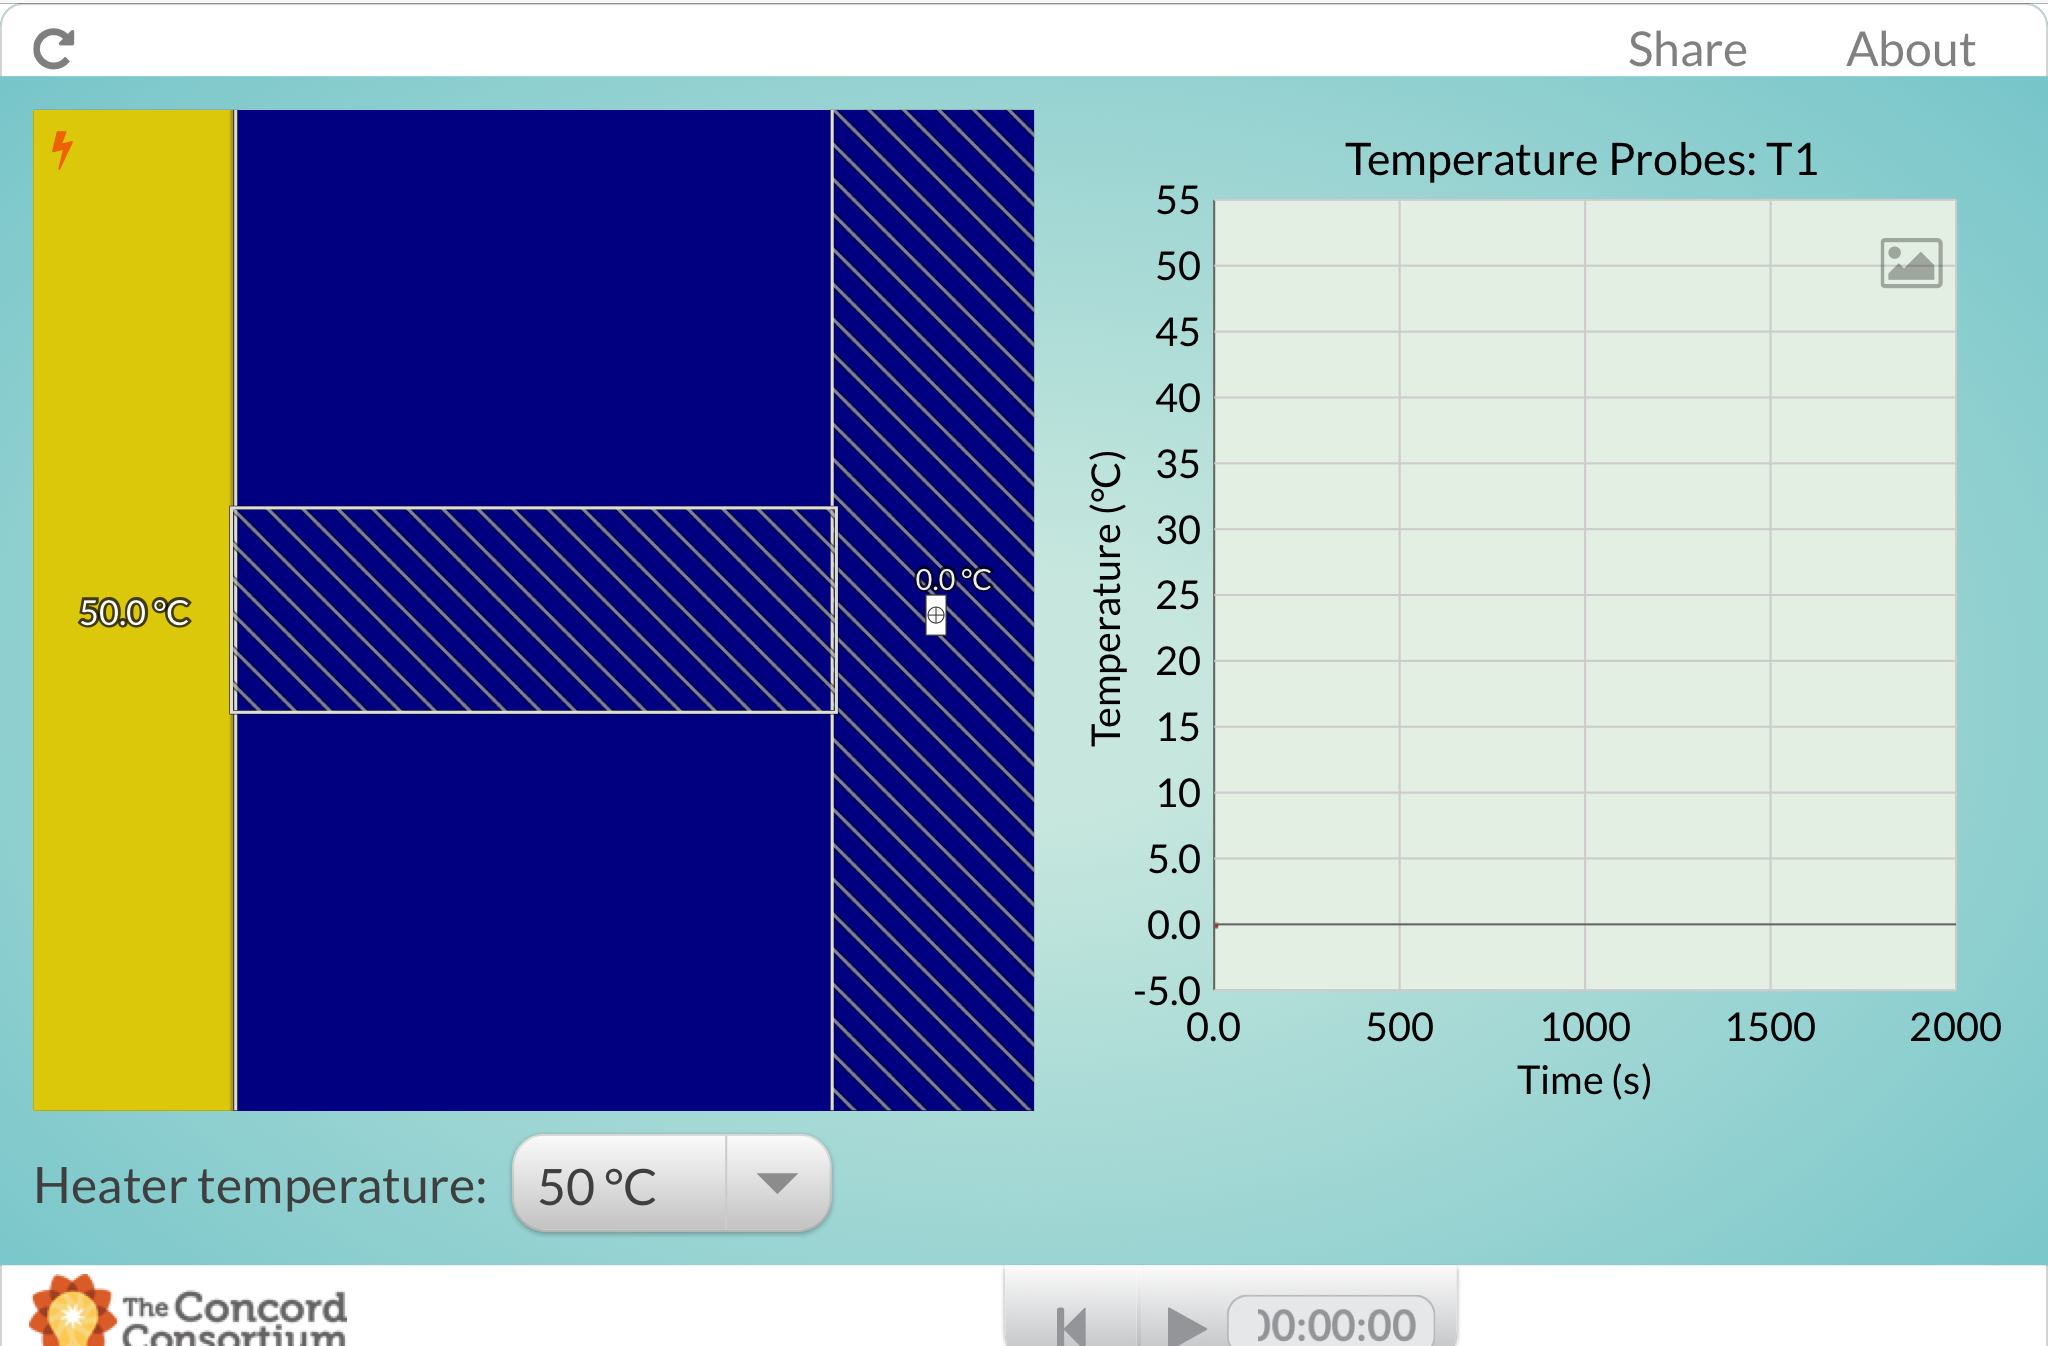 Share About
Temperature Probes: T1
55
50
45
40
35
30
25
20
15
10
5.0
0.0
-5.0
Temperature (°C)
0.0 500 1000 1500 2000
Time (s)
50.0 °C
0.0 °C
Heater temperature: 50 °C
The Concord
Consortium
00:00:00